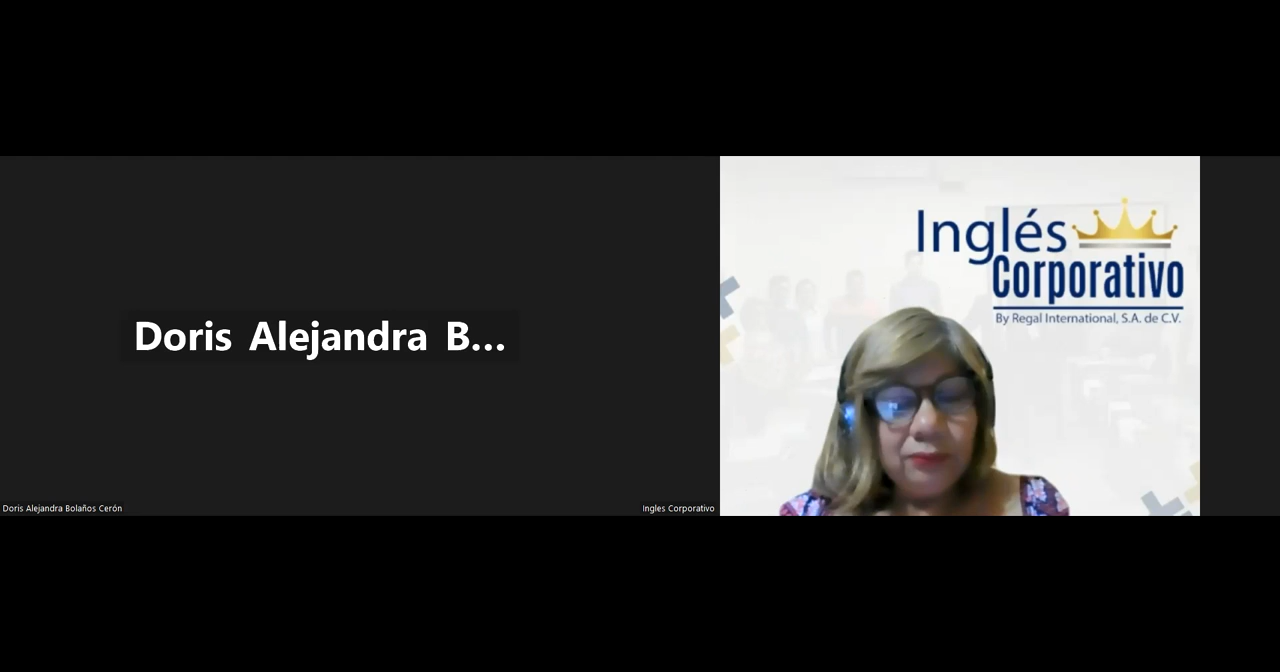 Doris Alejandra B...
Doris Alejandra Bolaños Cerón
Ingles Corporativo
Inglés
Corporativo
By Regal International, S.A. de C.V.